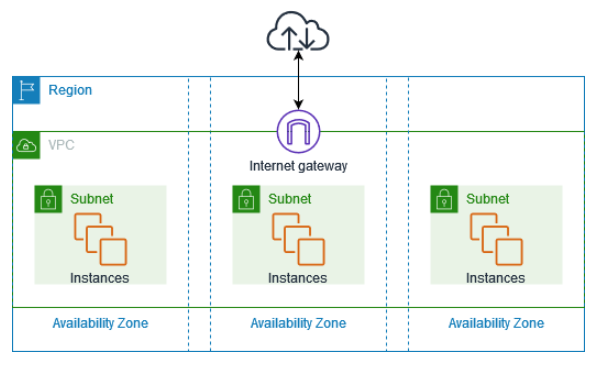 Region
VPC
Internet gateway
Subnet
Subnet
Subnet
Instances
Instances
Instances
Availability Zone
Availability Zone
Availability Zone